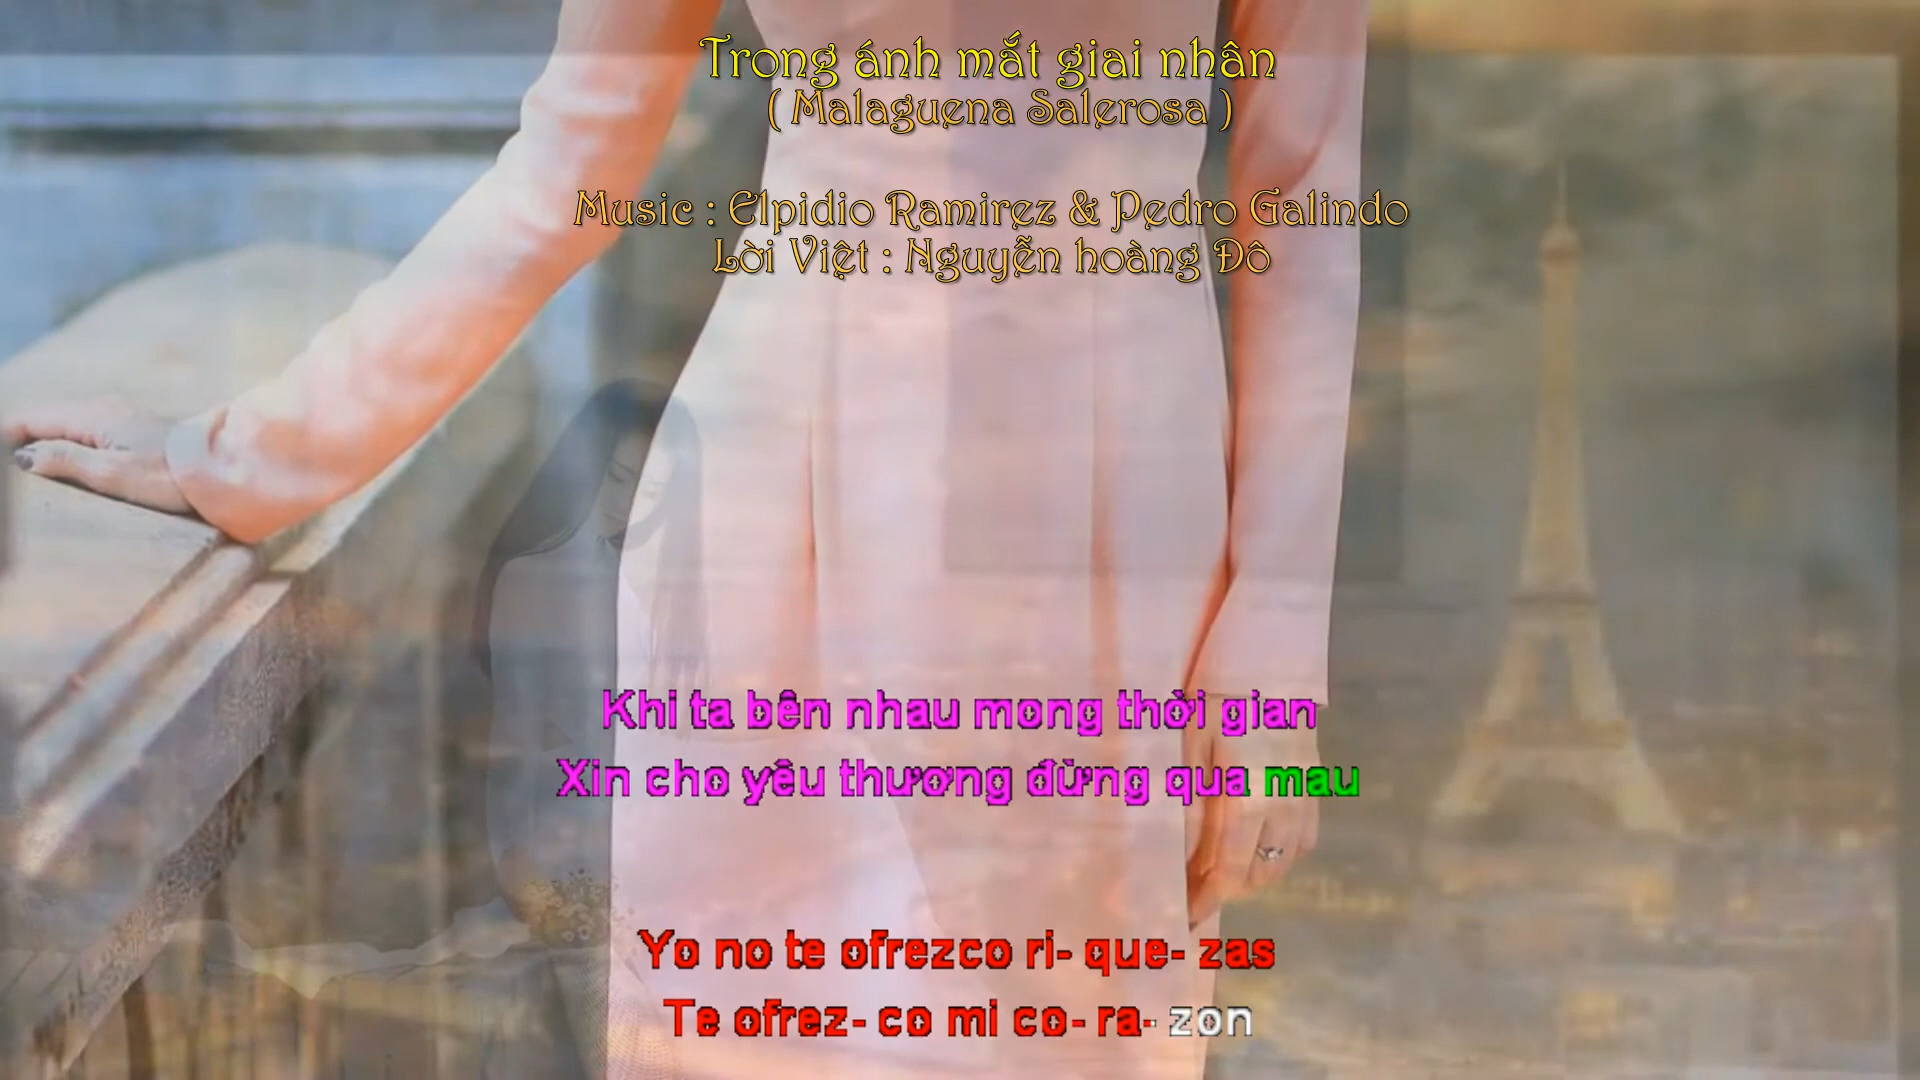 Trong ánh mắt giai nhân
( Malaguena Salerosa )
Music : Elpidio Ramirez & Pedro Galindo
Lời Việt : Nguyễn hoàng Đô
Khi ta bên nhau mong thời gian
Xin cho yêu thương đừng qua mau
Yo no te ofrezco ri- que- zas
Te ofrez- co mi co- ra- zon